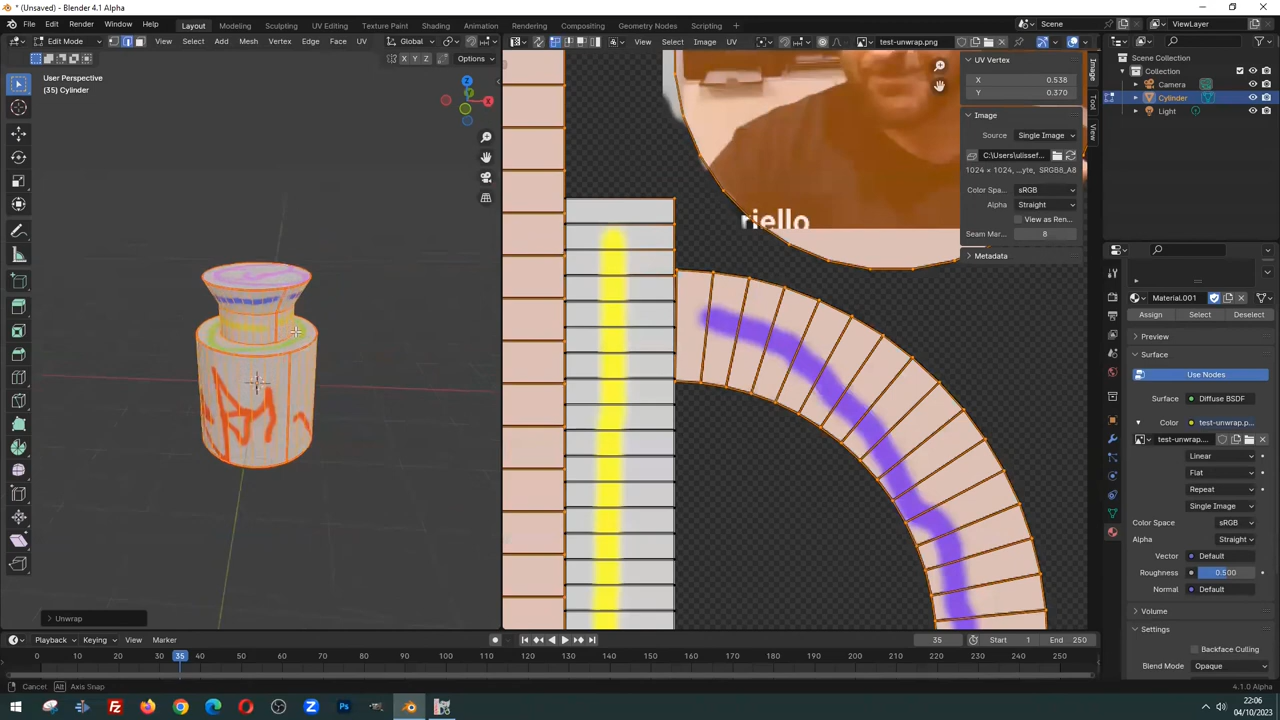 * (Unsaved) - Blender 4.1 Alpha
File Edit Render Window Help Layout Modeling Sculpting UV Editing Texture Paint Shading Animation Rendering Compositing Geometry Nodes Scripting Scene ViewLayer
Edit Mode View Select Add Mesh Vertex Edge Face UV Global View Select Image UV test-unwrap.png
X Y Z Options
User Perspective
(35) Cylinder
riello
UV Vertex
X 0.538
Y 0.370
Image
Source Single Image
C:\Users\ulissef...
1024 × 1024, ...yte, SRGB8_A8
Color Spa... sRGB
Alpha Straight
View as Ren...
Seam Mar... 8
Metadata
Image
Tool
View
Scene Collection
Collection
Camera
Cylinder
Light
Material.001
Assign Select Deselect
Preview
Surface
Use Nodes
Surface Diffuse BSDF
Color test-unwrap.p...
test-unwrap....
Linear
Flat
Repeat
Single Image
Color Space sRGB
Alpha Straight
Vector Default
Roughness 0.500
Normal Default
Volume
Settings
Backface Culling
Blend Mode Opaque
Unwrap
Playback Keying View Marker 35 Start 1 End 250
0 10 20 30 35 40 50 60 70 80 90 100 110 120 130 140 150 160 170 180 190 200 210 220 230 240 250
Cancel Alt Axis Snap 4.1.0 Alpha
22:06
04/10/2023